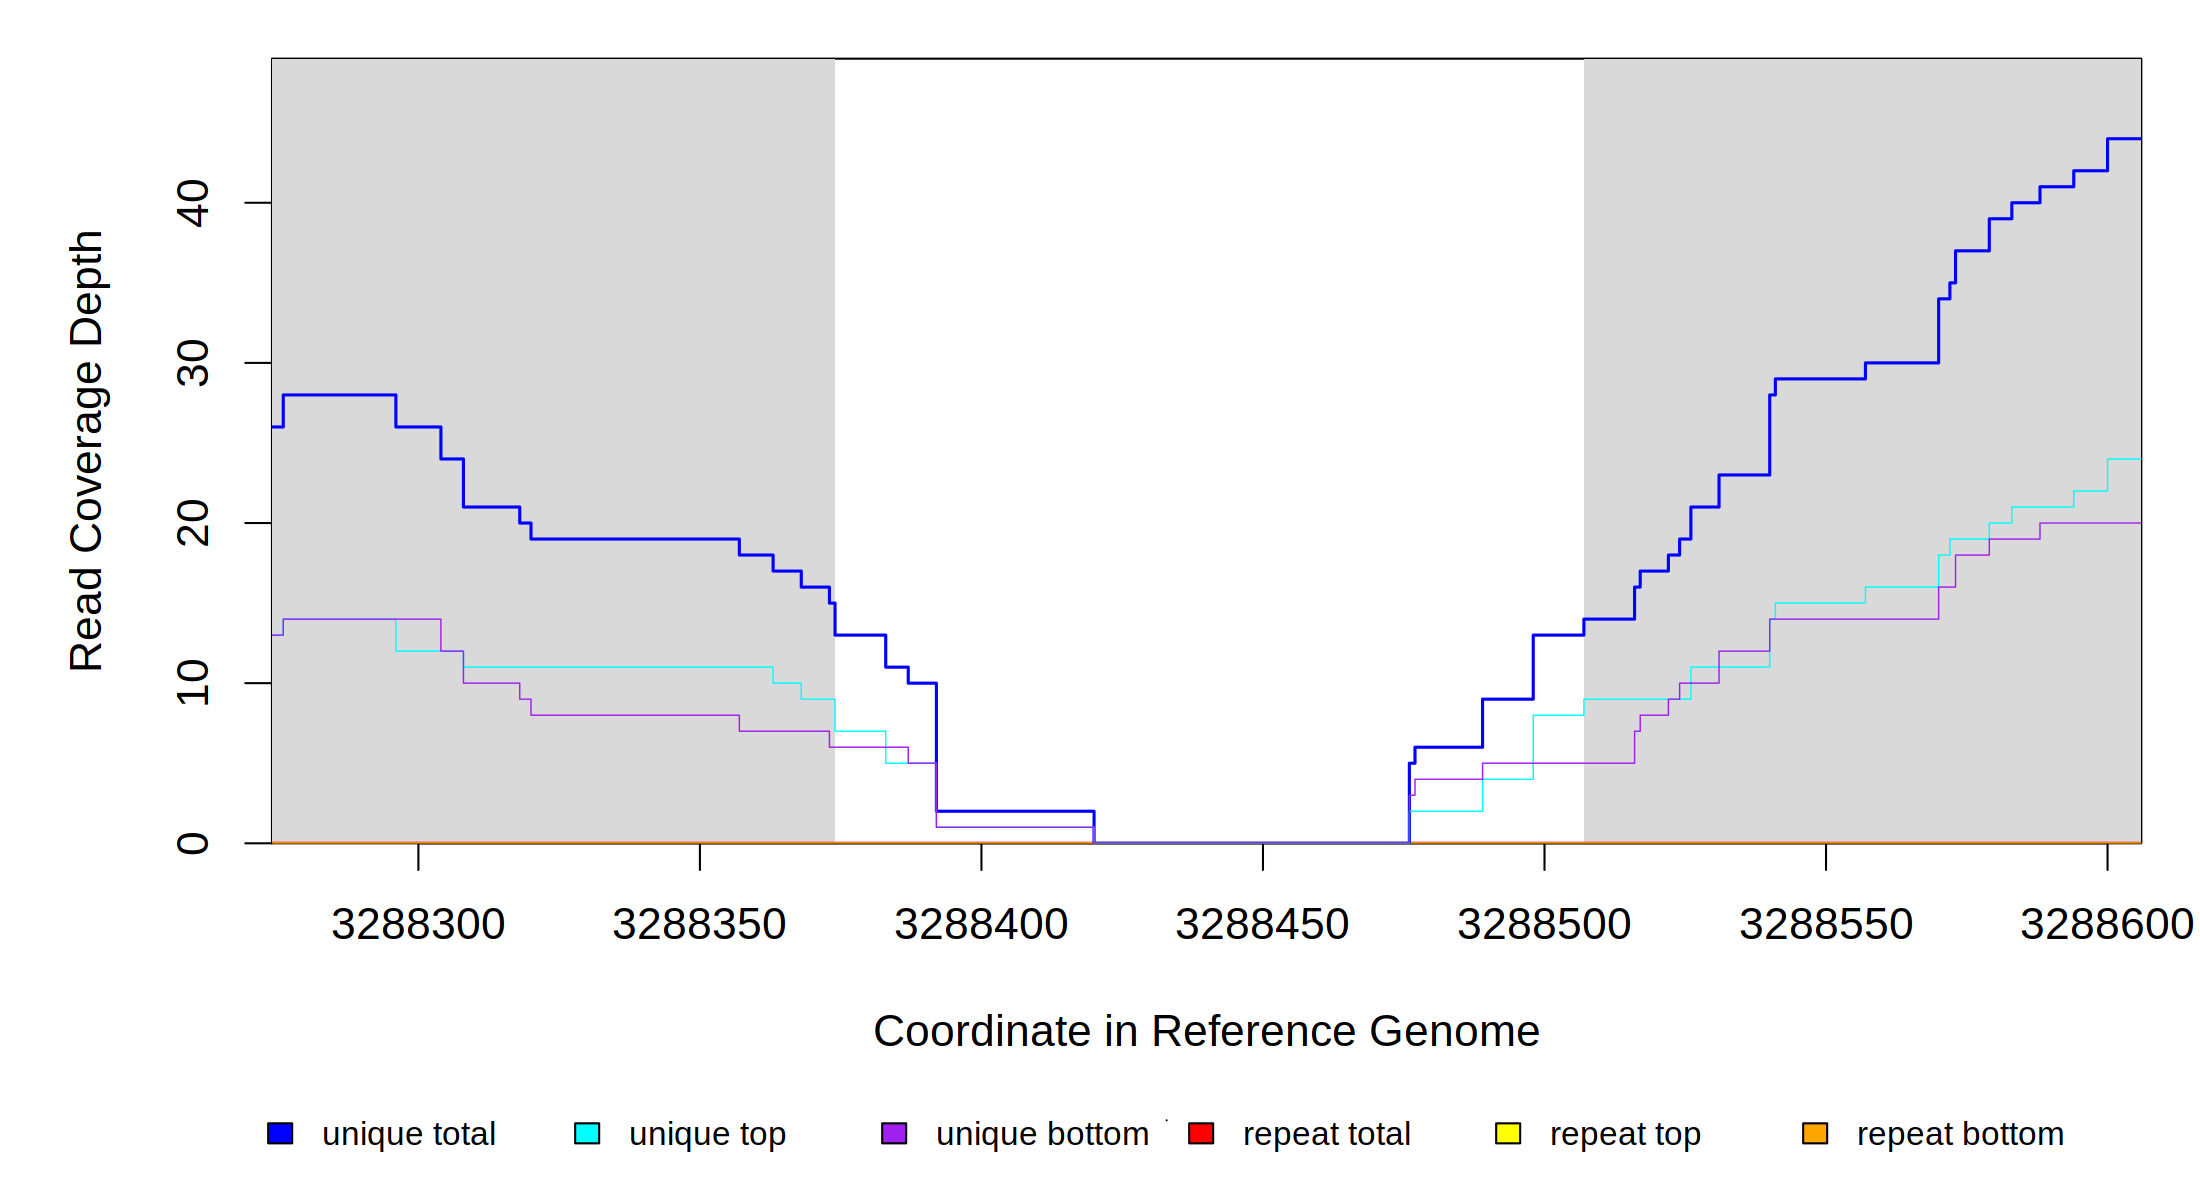 Read Coverage Depth
40
30
20
10
0
3288300 3288350 3288400 3288450 3288500 3288550 3288600
Coordinate in Reference Genome
unique total unique top unique bottom repeat total repeat top repeat bottom